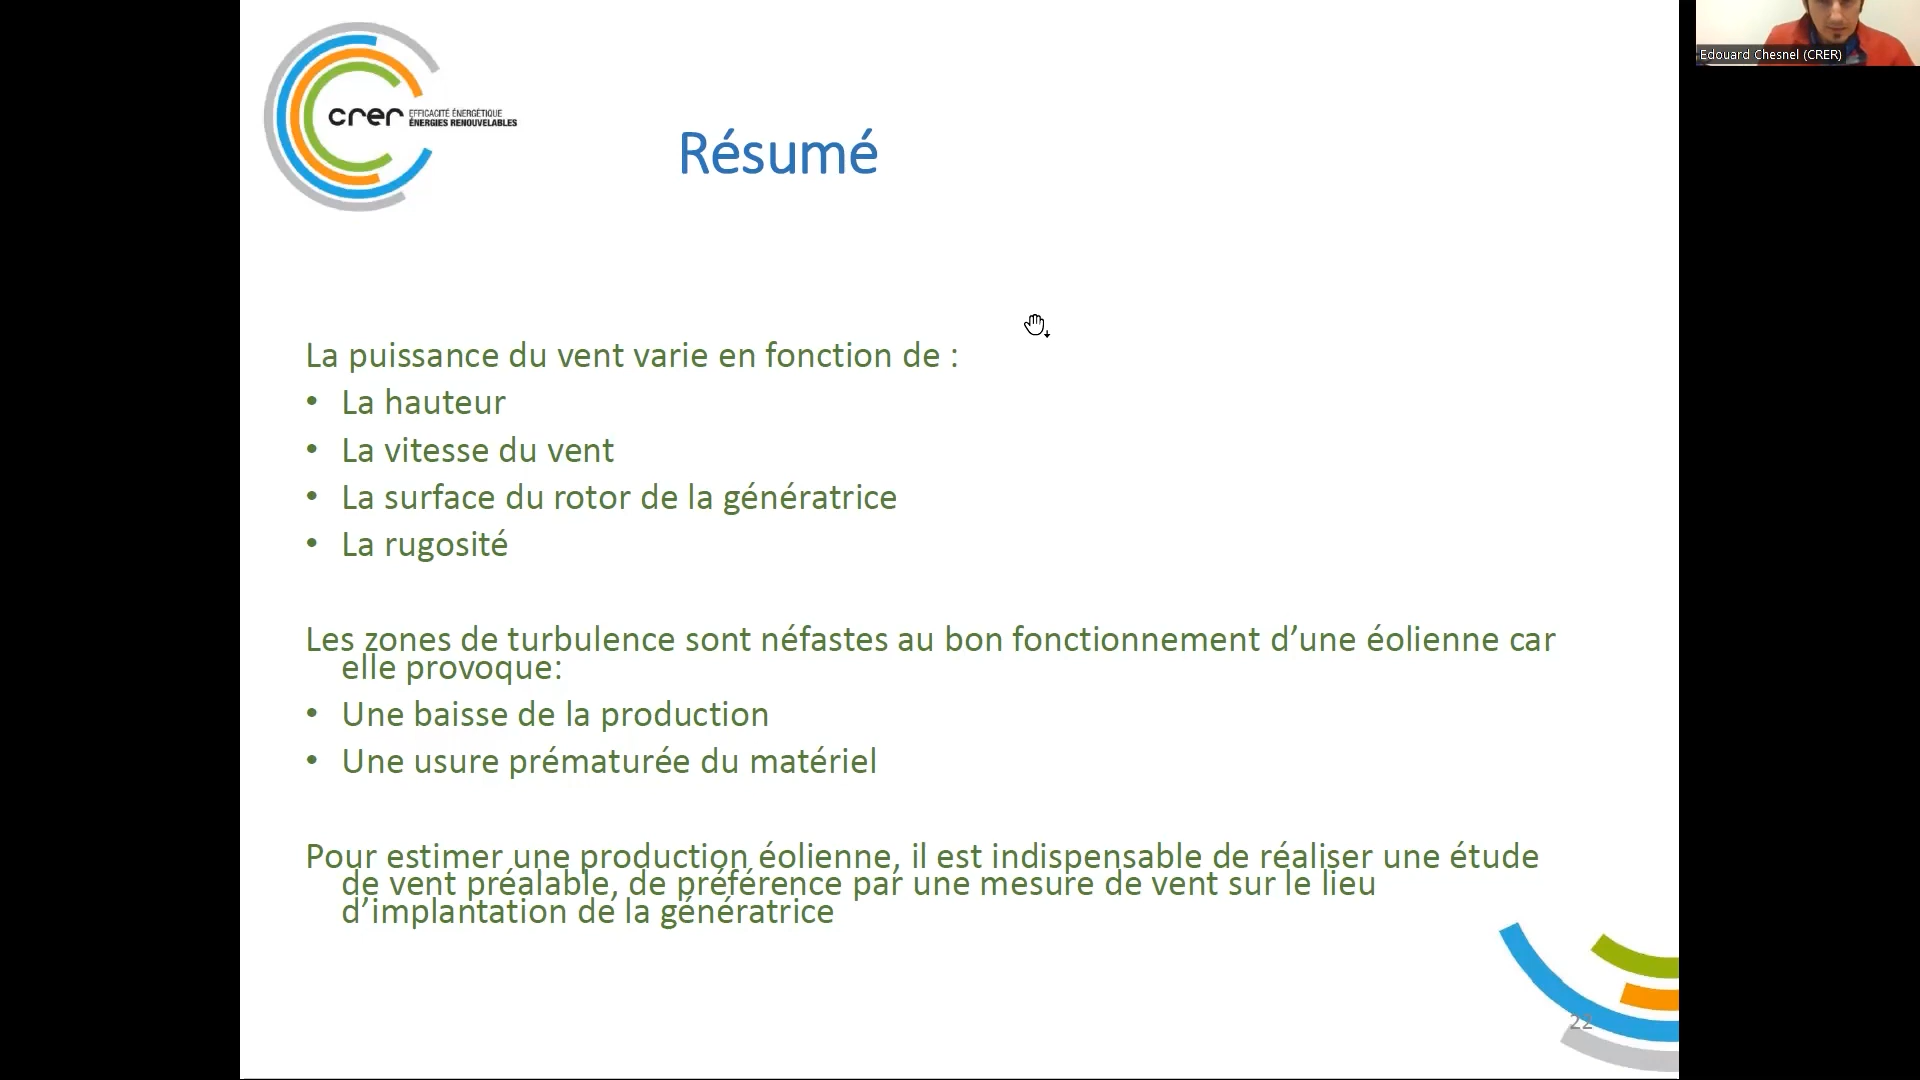 Edouard Chesnel (CRER)
crer
EFFICACITÉ ÉNERGÉTIQUE
ÉNERGIES RENOUVELABLES
Résumé
La puissance du vent varie en fonction de :
• La hauteur
• La vitesse du vent
• La surface du rotor de la génératrice
• La rugosité
Les zones de turbulence sont néfastes au bon fonctionnement d’une éolienne car
elle provoque:
• Une baisse de la production
• Une usure prématurée du matériel
Pour estimer une production éolienne, il est indispensable de réaliser une étude
de vent préalable, de préférence par une mesure de vent sur le lieu
d’implantation de la génératrice
22